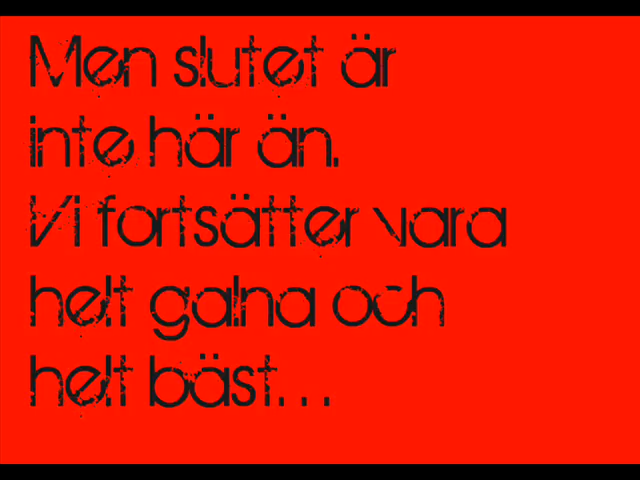 Men slutet är
inte här än.
Vi fortsätter vara
helt galna och
helt bäst...